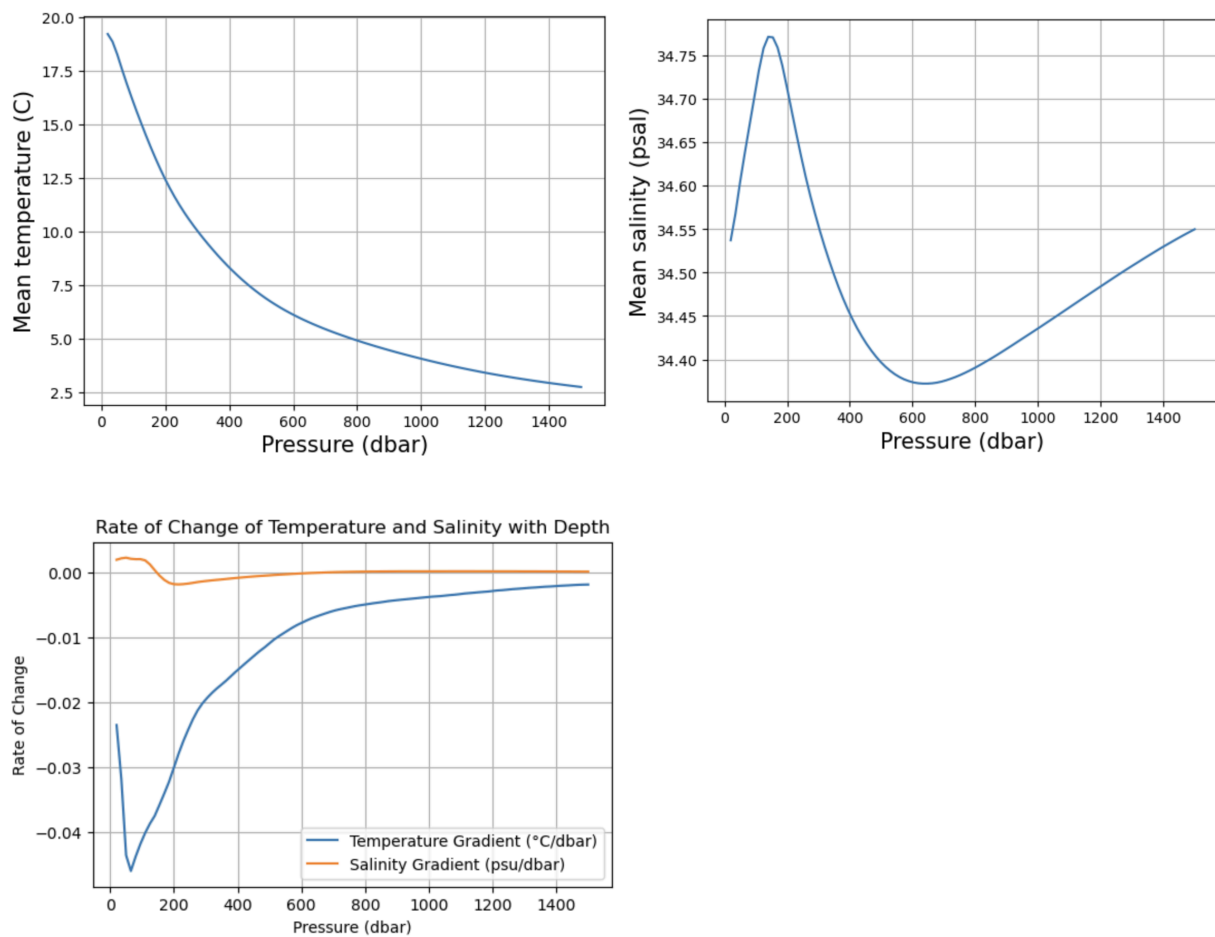 20.0
17.5
15.0
12.5
10.0
7.5
5.0
2.5
Mean temperature (C)
0 200 400 600 800 1000 1200 1400
Pressure (dbar)
34.75
34.70
34.65
34.60
34.55
34.50
34.45
34.40
Mean salinity (psal)
0 200 400 600 800 1000 1200 1400
Pressure (dbar)
Rate of Change of Temperature and Salinity with Depth
0.00
−0.01
−0.02
−0.03
−0.04
Rate of Change
Temperature Gradient (°C/dbar)
Salinity Gradient (psu/dbar)
0 200 400 600 800 1000 1200 1400
Pressure (dbar)